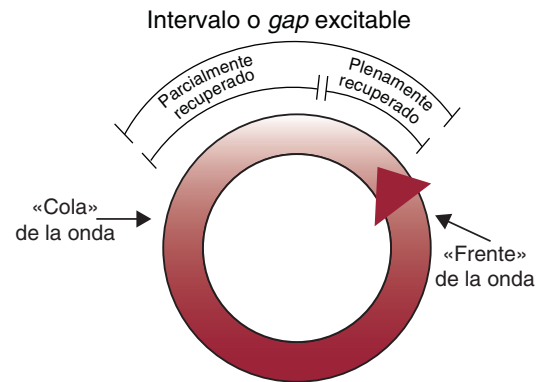 Intervalo o gap excitable
Parcialmente
recuperado
Plenamente
recuperado
«Cola»
de la onda
«Frente»
de la onda